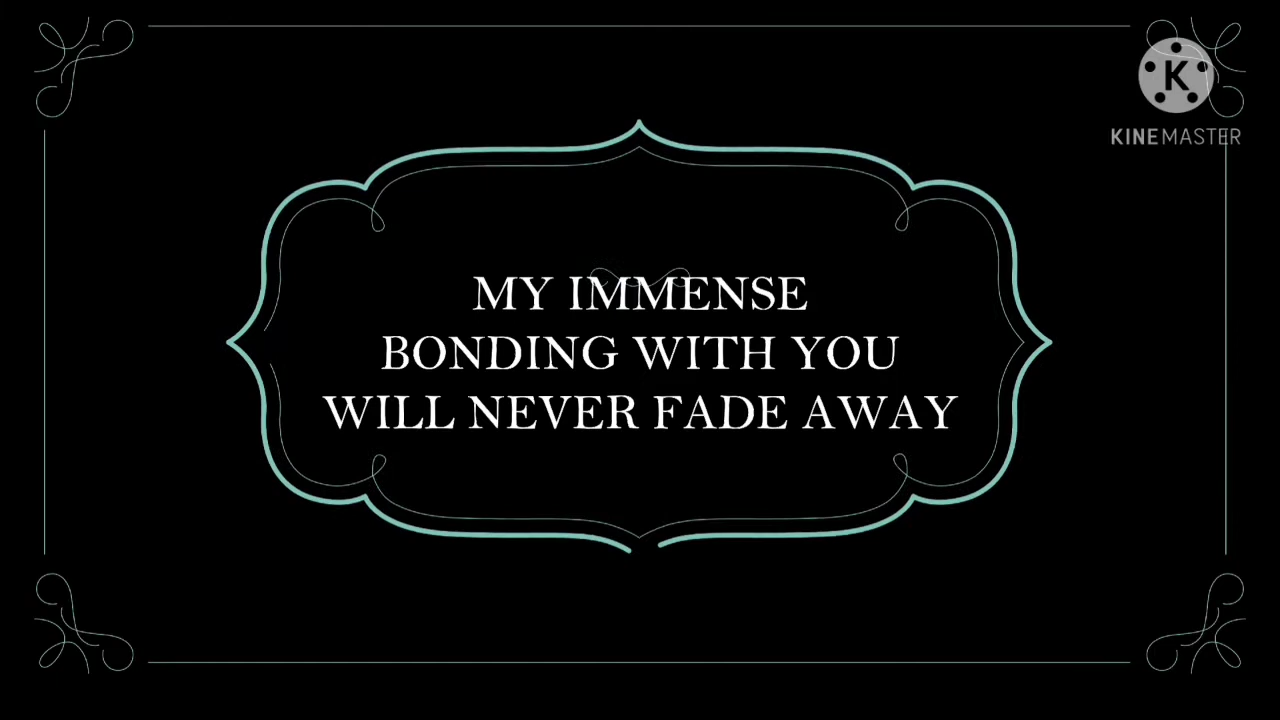 K
KINEMASTER
MY IMMENSE
BONDING WITH YOU
WILL NEVER FADE AWAY